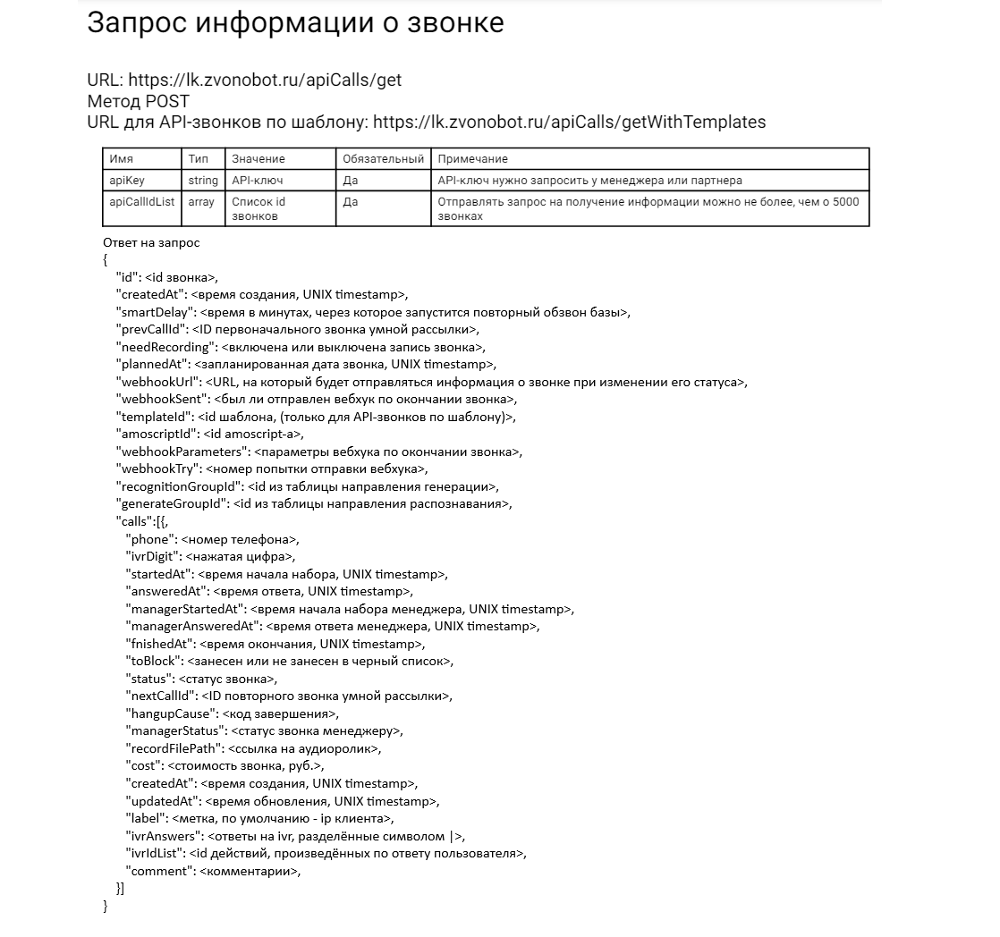 Запрос информации о звонке
URL: https://lk.zvonobot.ru/apiCalls/get
Метод POST
URL для API-звонков по шаблону: https://lk.zvonobot.ru/apiCalls/getWithTemplates
Имя Тип Значение Обязательный Примечание
apiKey string API-ключ Да API-ключ нужно запросить у менеджера или партнера
apiCallIdList array Список id Да Отправлять запрос на получение информации можно не более, чем о 5000
звонков звонках
Ответ на запрос
{
"id": <id звонка>,
"createdAt": <время создания, UNIX timestamp>,
"smartDelay": <время в минутах, через которое запустится повторный обзвон базы>,
"prevCallId": <ID первоначального звонка умной рассылки>,
"needRecording": <включена или выключена запись звонка>,
"plannedAt": <запланированная дата звонка, UNIX timestamp>,
"webhookUrl": <URL, на который будет отправляться информация о звонке при изменении его статуса>,
"webhookSent": <был ли отправлен вебхук по окончании звонка>,
"templateId": <id шаблона, (только для API-звонков по шаблону)>,
"amoscriptId": <id amoscript-а>,
"webhookParameters": <параметры вебхука по окончании звонка>,
"webhookTry": <номер попытки отправки вебхука>,
"recognitionGroupId": <id из таблицы направления генерации>,
"generateGroupId": <id из таблицы направления распознавания>,
"calls":[{,
"phone": <номер телефона>,
"ivrDigit": <нажатая цифра>,
"startedAt": <время начала набора, UNIX timestamp>,
"answeredAt": <время ответа, UNIX timestamp>,
"managerStartedAt": <время начала набора менеджера, UNIX timestamp>,
"managerAnsweredAt": <время ответа менеджера, UNIX timestamp>,
"fnishedAt": <время окончания, UNIX timestamp>,
"toBlock": <занесен или не занесен в черный список>,
"status": <статус звонка>,
"nextCallId": <ID повторного звонка умной рассылки>,
"hangupCause": <код завершения>,
"managerStatus": <статус звонка менеджеру>,
"recordFilePath": <ссылка на аудиоролик>,
"cost": <стоимость звонка, руб.>,
"createdAt": <время создания, UNIX timestamp>,
"updatedAt": <время обновления, UNIX timestamp>,
"label": <метка, по умолчанию - ip клиента>,
"ivrAnswers": <ответы на ivr, разделённые символом |>,
"ivrIdList": <id действий, произведённых по ответу пользователя>,
"comment": <комментарии>,
}]
}